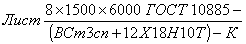 Лист 8×1500×6000 ГОСТ 10885 –
(ВСт3сп + 12Х18Н10Т) – К